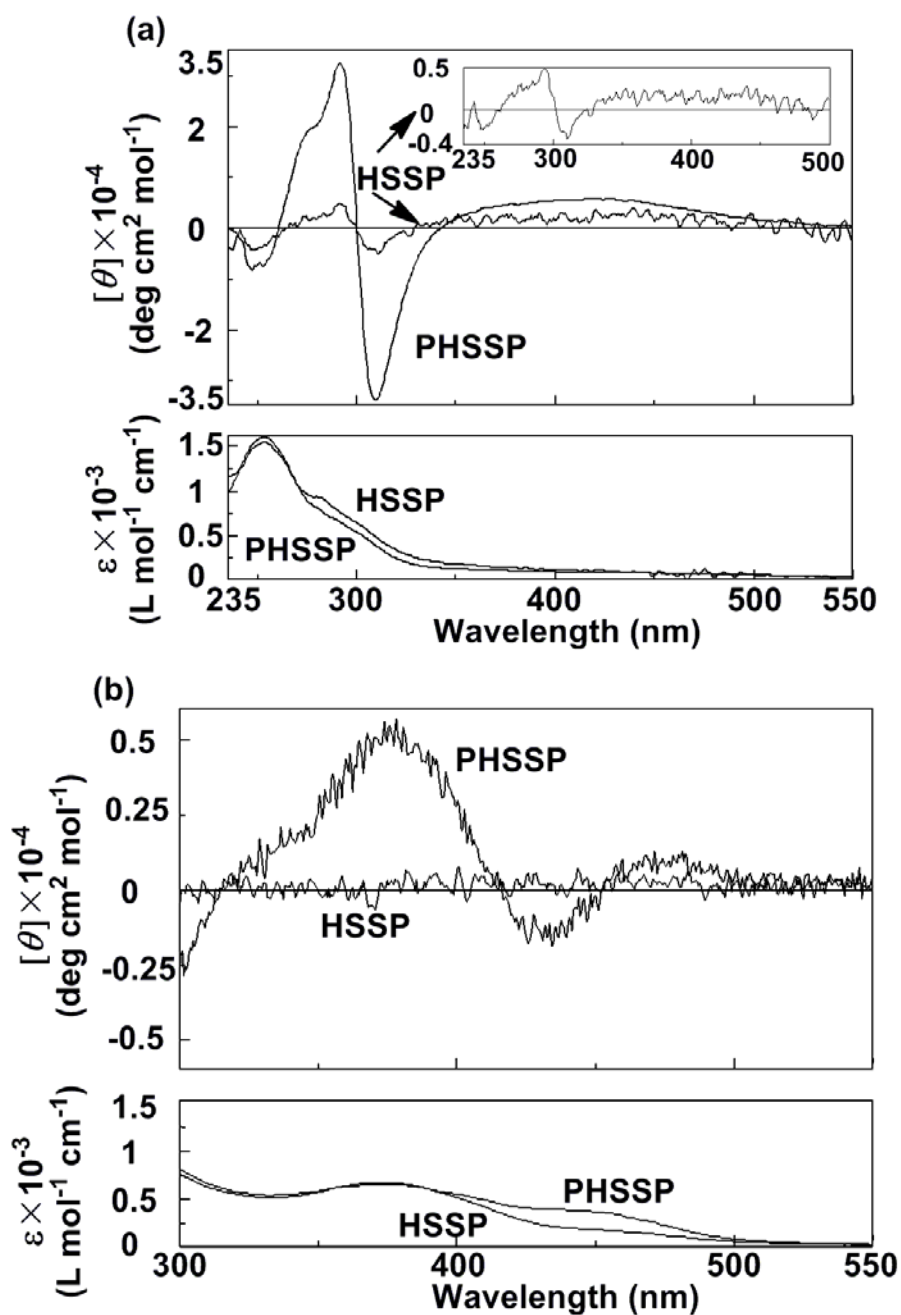 (a)
3.5
2
0
-2
-3.5
[θ]×10⁻⁴
(deg cm² mol⁻¹)
0.5
0
-0.4
235 300 400 500
HSSP
PHSSP
1.5
1
0.5
0
ε×10⁻³
(L mol⁻¹ cm⁻¹)
HSSP
PHSSP
235 300 400 500 550
Wavelength (nm)
(b)
0.5
0.25
0
-0.25
-0.5
[θ]×10⁻⁴
(deg cm² mol⁻¹)
PHSSP
HSSP
1.5
1
0.5
0
ε×10⁻³
(L mol⁻¹ cm⁻¹)
PHSSP
HSSP
300 400 500 550
Wavelength (nm)